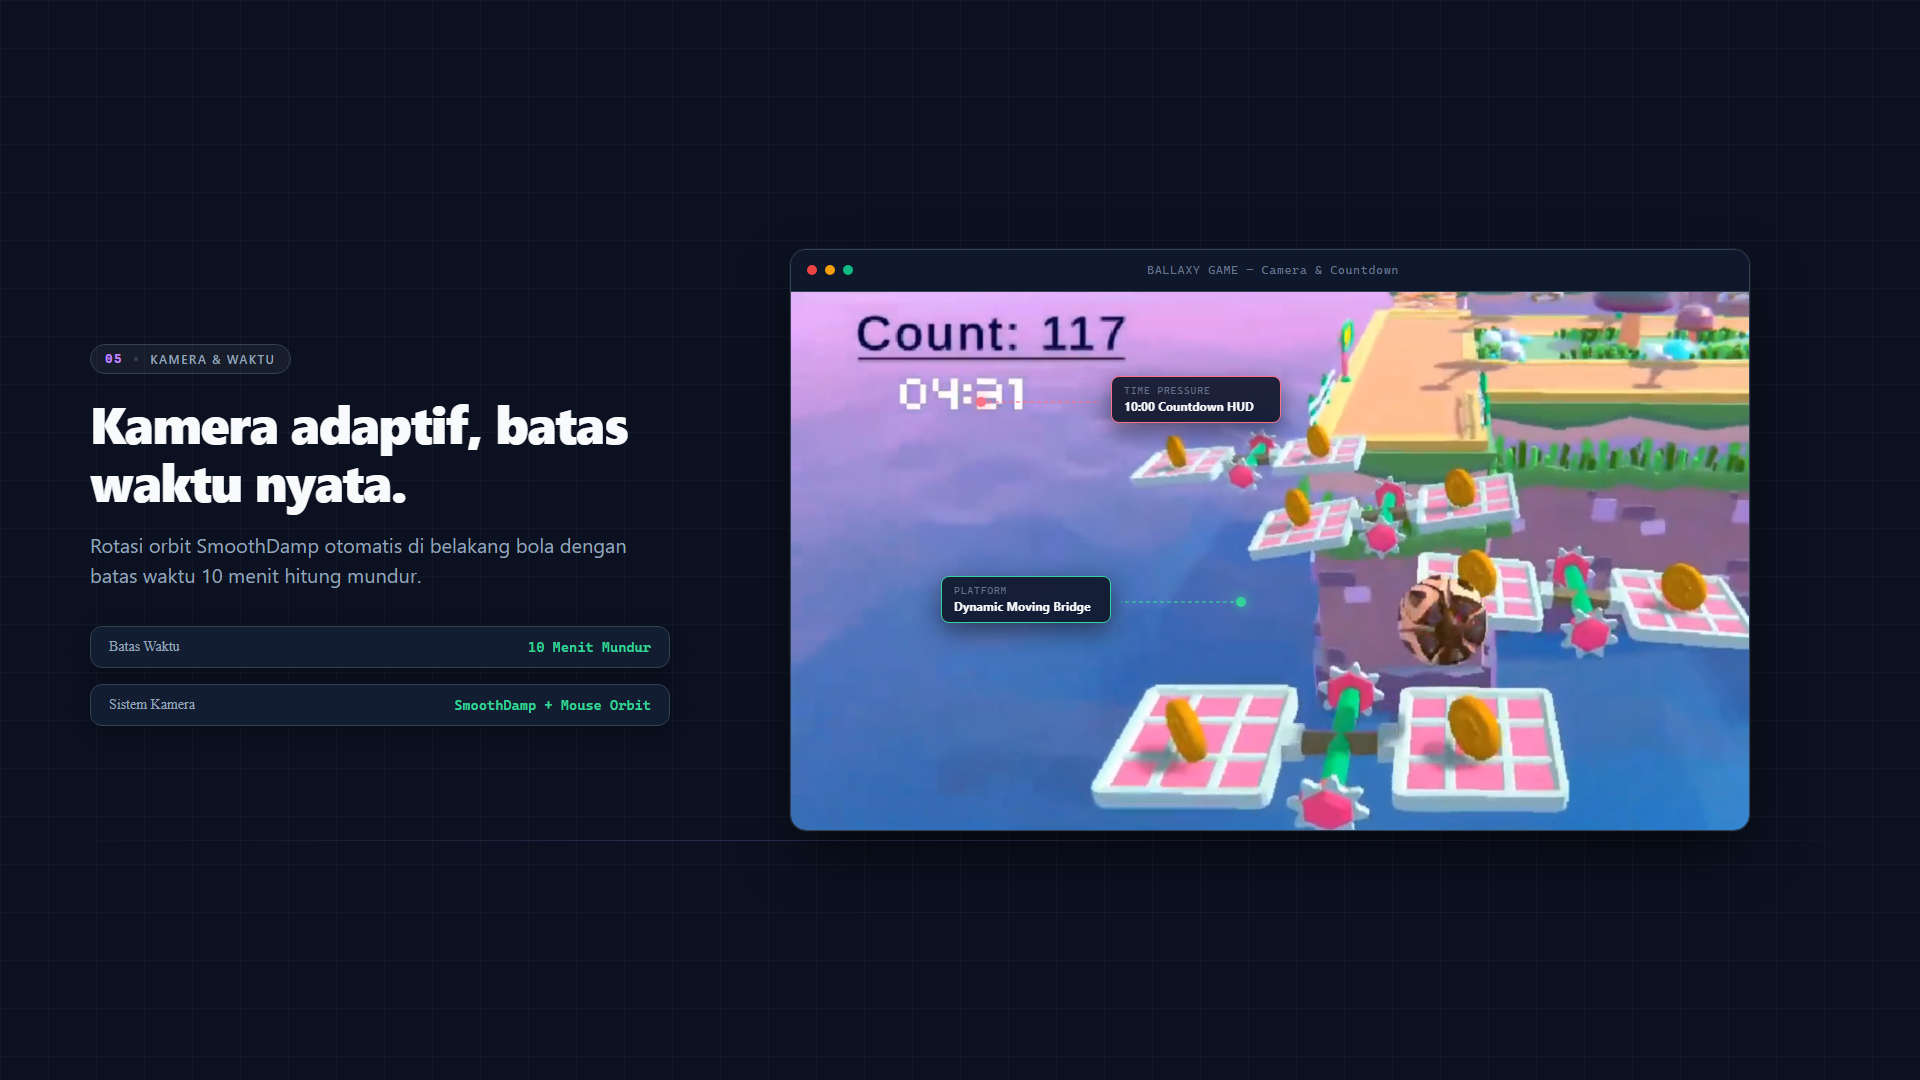 05 • KAMERA & WAKTU
Kamera adaptif, batas
waktu nyata.
Rotasi orbit SmoothDamp otomatis di belakang bola dengan
batas waktu 10 menit hitung mundur.
Batas Waktu 10 Menit Mundur
Sistem Kamera SmoothDamp + Mouse Orbit
BALLAXY GAME — Camera & Countdown
Count: 117
04:31
TIME PRESSURE
10:00 Countdown HUD
PLATFORM
Dynamic Moving Bridge